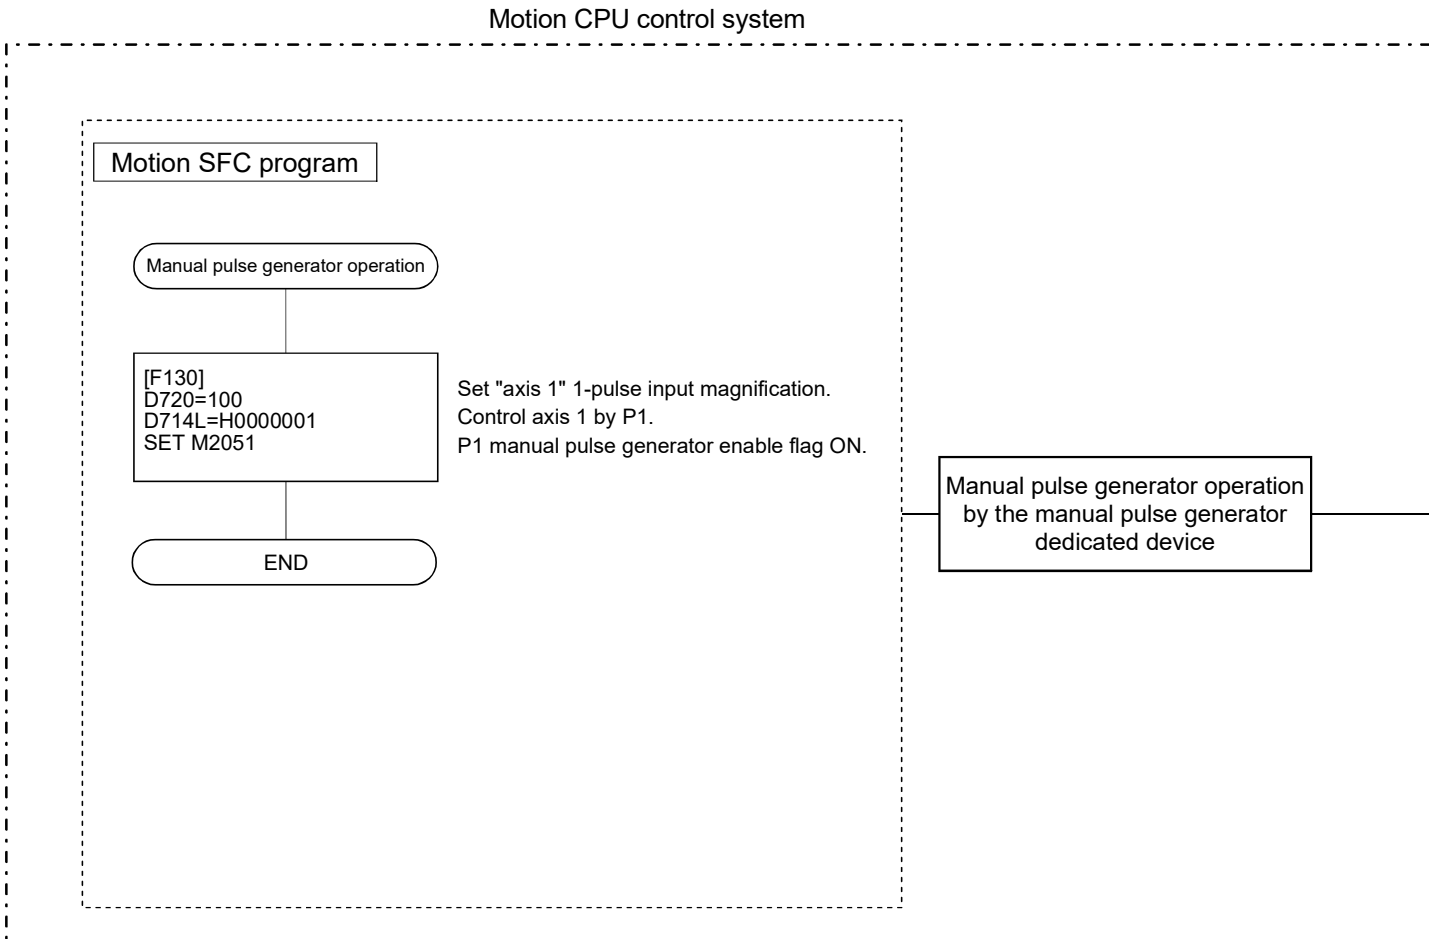 Motion CPU control system
Motion SFC program
Manual pulse generator operation
[F130]
D720=100
D714L=H0000001
SET M2051
Set "axis 1" 1-pulse input magnification.
Control axis 1 by P1.
P1 manual pulse generator enable flag ON.
END
Manual pulse generator operation
by the manual pulse generator
dedicated device